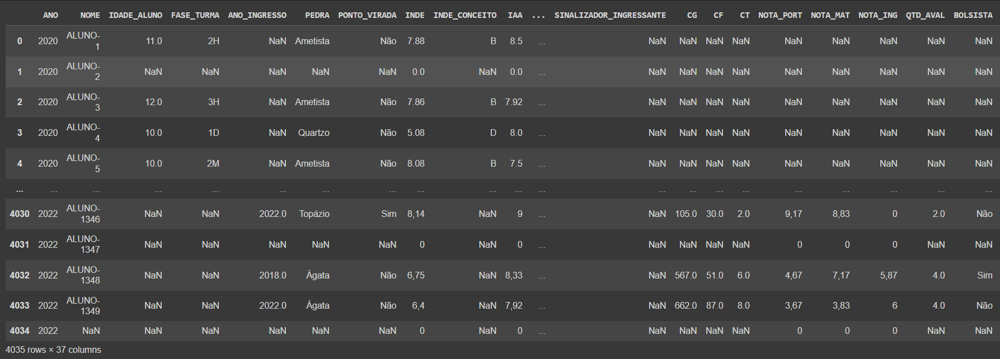 ANO NOME IDADE_ALUNO FASE_TURMA ANO_INGRESSO PEDRA PONTO_VIRADA INDE INDE_CONCEITO IAA ... SINALIZADOR_INGRESSANTE CG CF CT NOTA_PORT NOTA_MAT NOTA_ING QTD_AVAL BOLSISTA
0 2020 ALUNO-1 11.0 2H NaN Ametista Não 7.88 B 8.5 ... NaN NaN NaN NaN NaN NaN NaN NaN NaN
1 2020 ALUNO-2 NaN NaN NaN NaN NaN 0.0 NaN 0.0 ... NaN NaN NaN NaN NaN NaN NaN NaN NaN
2 2020 ALUNO-3 12.0 3H NaN Ametista Não 7.86 B 7.92 ... NaN NaN NaN NaN NaN NaN NaN NaN NaN
3 2020 ALUNO-4 10.0 1D NaN Quartzo Não 5.08 D 8.0 ... NaN NaN NaN NaN NaN NaN NaN NaN NaN
4 2020 ALUNO-5 10.0 2M NaN Ametista Não 8.08 B 7.5 ... NaN NaN NaN NaN NaN NaN NaN NaN NaN
... ... ... ... ... ... ... ... ... ... ... ... ... ... ... ... ... ... ... ... ...
4030 2022 ALUNO-1346 NaN NaN 2022.0 Topázio Sim 8,14 NaN 9 ... NaN 105.0 30.0 2.0 9,17 8,83 0 2.0 Não
4031 2022 ALUNO-1347 NaN NaN NaN NaN NaN 0 NaN 0 ... NaN NaN NaN NaN 0 0 0 NaN NaN
4032 2022 ALUNO-1348 NaN NaN 2018.0 Ágata Não 6,75 NaN 8,33 ... NaN 567.0 51.0 6.0 4,67 7,17 5,87 4.0 Sim
4033 2022 ALUNO-1349 NaN NaN 2022.0 Ágata Não 6,4 NaN 7,92 ... NaN 662.0 87.0 8.0 3,67 3,83 6 4.0 Não
4034 2022 NaN NaN NaN NaN NaN NaN 0 NaN 0 ... NaN NaN NaN NaN 0 0 0 NaN NaN
4035 rows × 37 columns